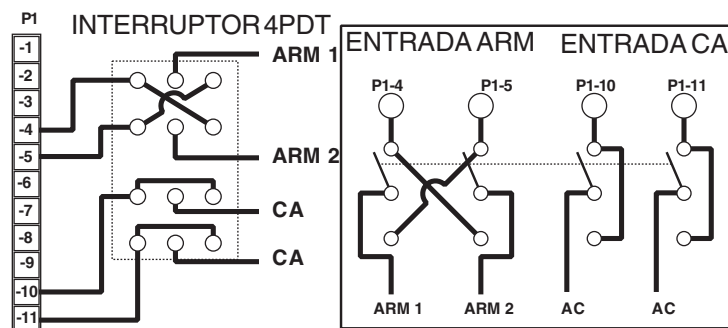 P1
INTERRUPTOR 4PDT
-1
-2
-3
-4
-5
-6
-7
-8
-9
-10
-11
ARM 1
ARM 2
CA
CA
ENTRADA ARM
ENTRADA CA
P1-4
P1-5
P1-10
P1-11
ARM 1
ARM 2
AC
AC